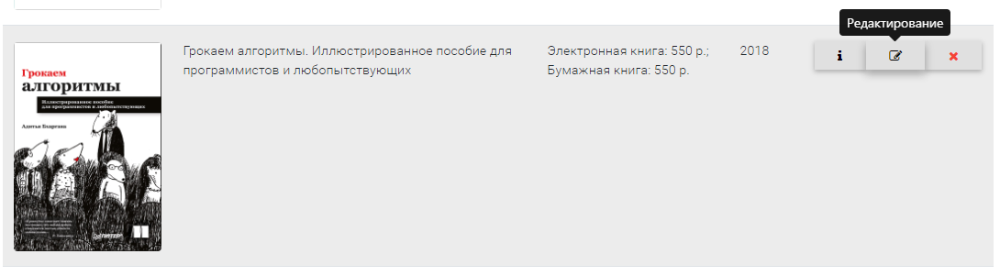 Редактирование
Грокаем алгоритмы. Иллюстрированное пособие для
программистов и любопытствующих
Электронная книга: 550 р.;
Бумажная книга: 550 р.
2018
Грокаем
алгоритмы
Иллюстрированное пособие
для программистов и любопытствующих
Адитья Бхаргава
ПИТЕР